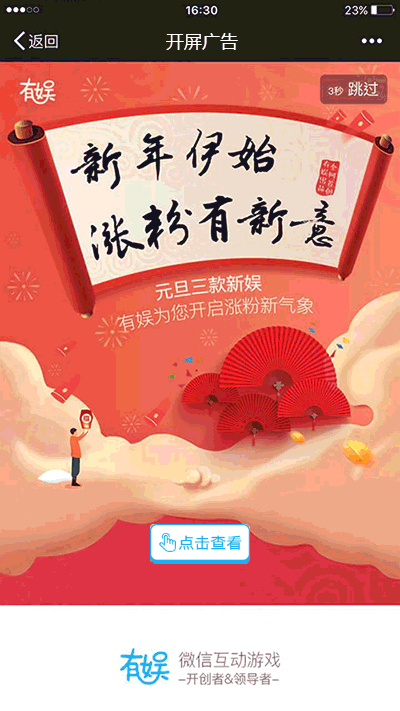 16:30
23%
返回
开屏广告
有娱
3秒 跳过
新年伊始
涨粉有新意
元旦三款新娱
有娱为您开启涨粉新气象
点击查看
有娱
微信互动游戏
–开创者&领导者–